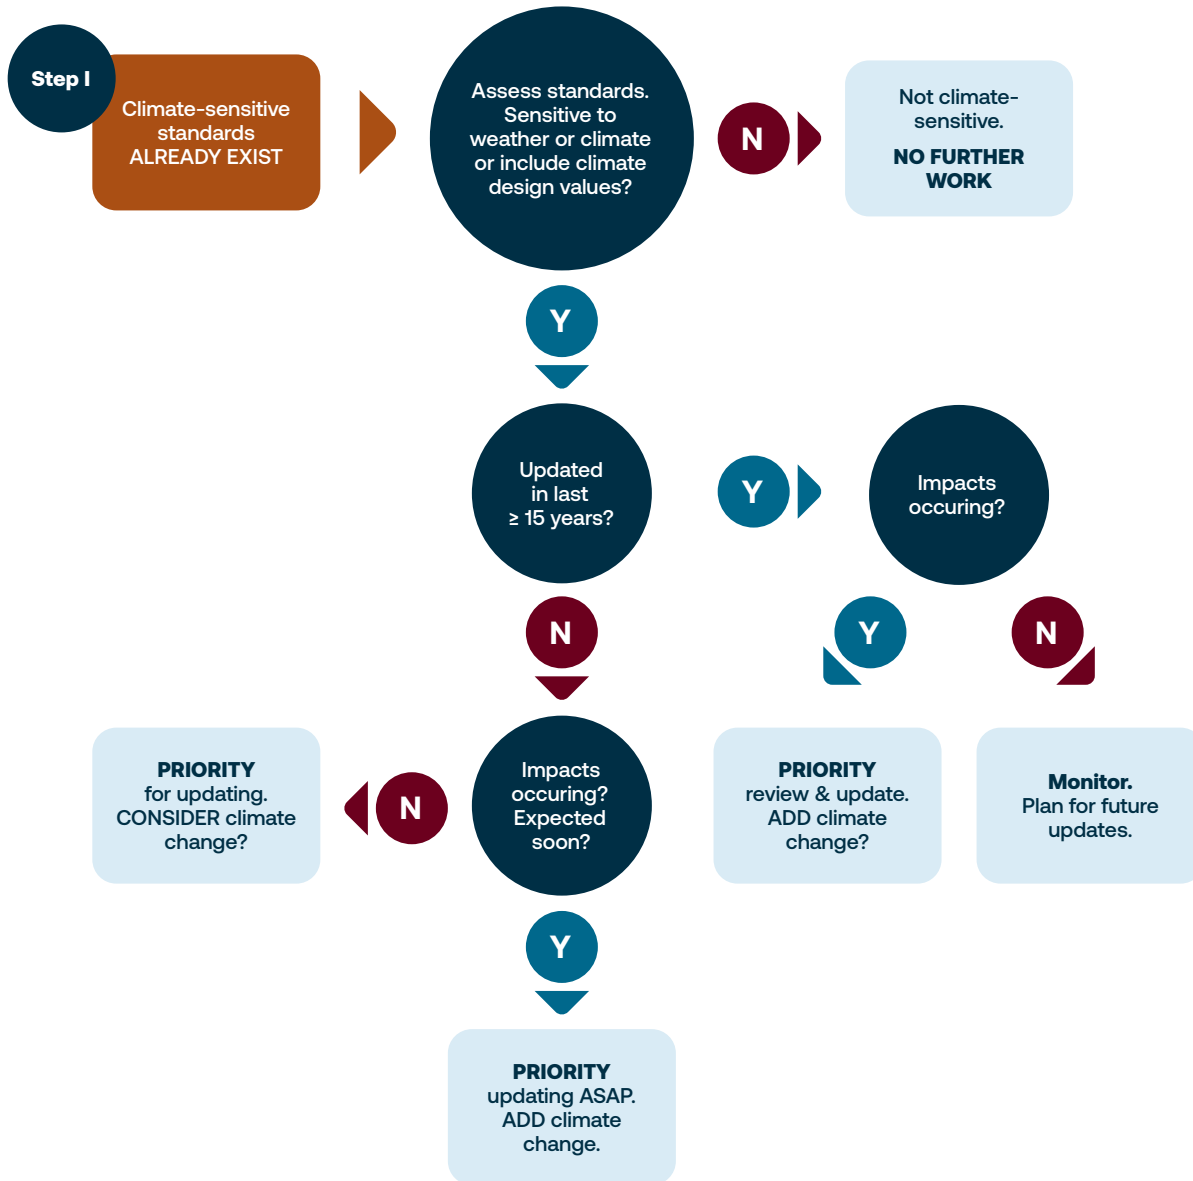 Step I
Climate-sensitive
standards
ALREADY EXIST
Assess standards.
Sensitive to
weather or climate
or include climate
design values?
N
Not climate-
sensitive.
NO FURTHER
WORK
Y
Updated
in last
≥ 15 years?
Y
Impacts
occuring?
N
Y
N
PRIORITY
for updating.
CONSIDER climate
change?
N
Impacts
occuring?
Expected
soon?
PRIORITY
review & update.
ADD climate
change?
Monitor.
Plan for future
updates.
Y
PRIORITY
updating ASAP.
ADD climate
change.